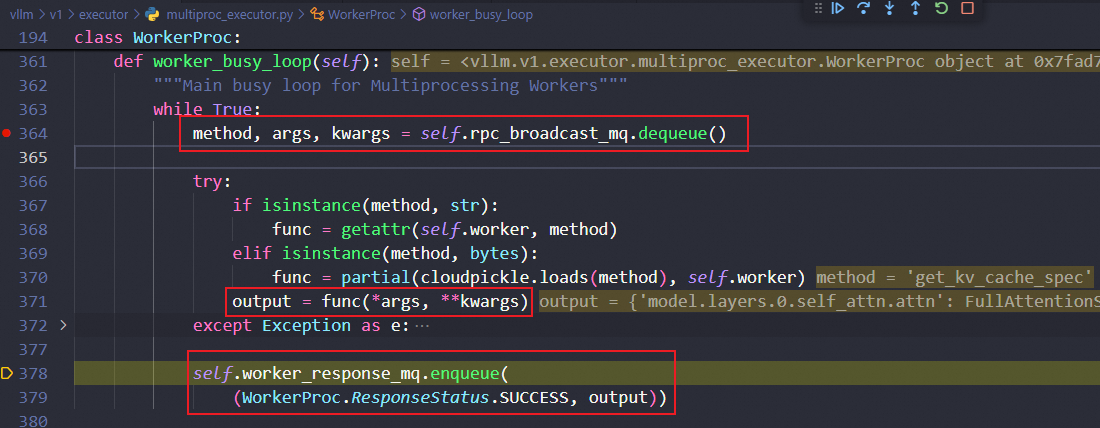 vllm > v1 > executor > multiproc_executor.py > WorkerProc > worker_busy_loop
194 class WorkerProc:
361 def worker_busy_loop(self): self = <vllm.v1.executor.multiproc_executor.WorkerProc object at 0x7fad7
362 """Main busy loop for Multiprocessing Workers"""
363 while True:
364 method, args, kwargs = self.rpc_broadcast_mq.dequeue()
365
366 try:
367 if isinstance(method, str):
368 func = getattr(self.worker, method)
369 elif isinstance(method, bytes):
370 func = partial(cloudpickle.loads(method), self.worker) method = 'get_kv_cache_spec'
371 output = func(*args, **kwargs) output = {'model.layers.0.self_attn.attn': FullAttentionS
372 except Exception as e:…
377
378 self.worker_response_mq.enqueue(
379 (WorkerProc.ResponseStatus.SUCCESS, output))
380